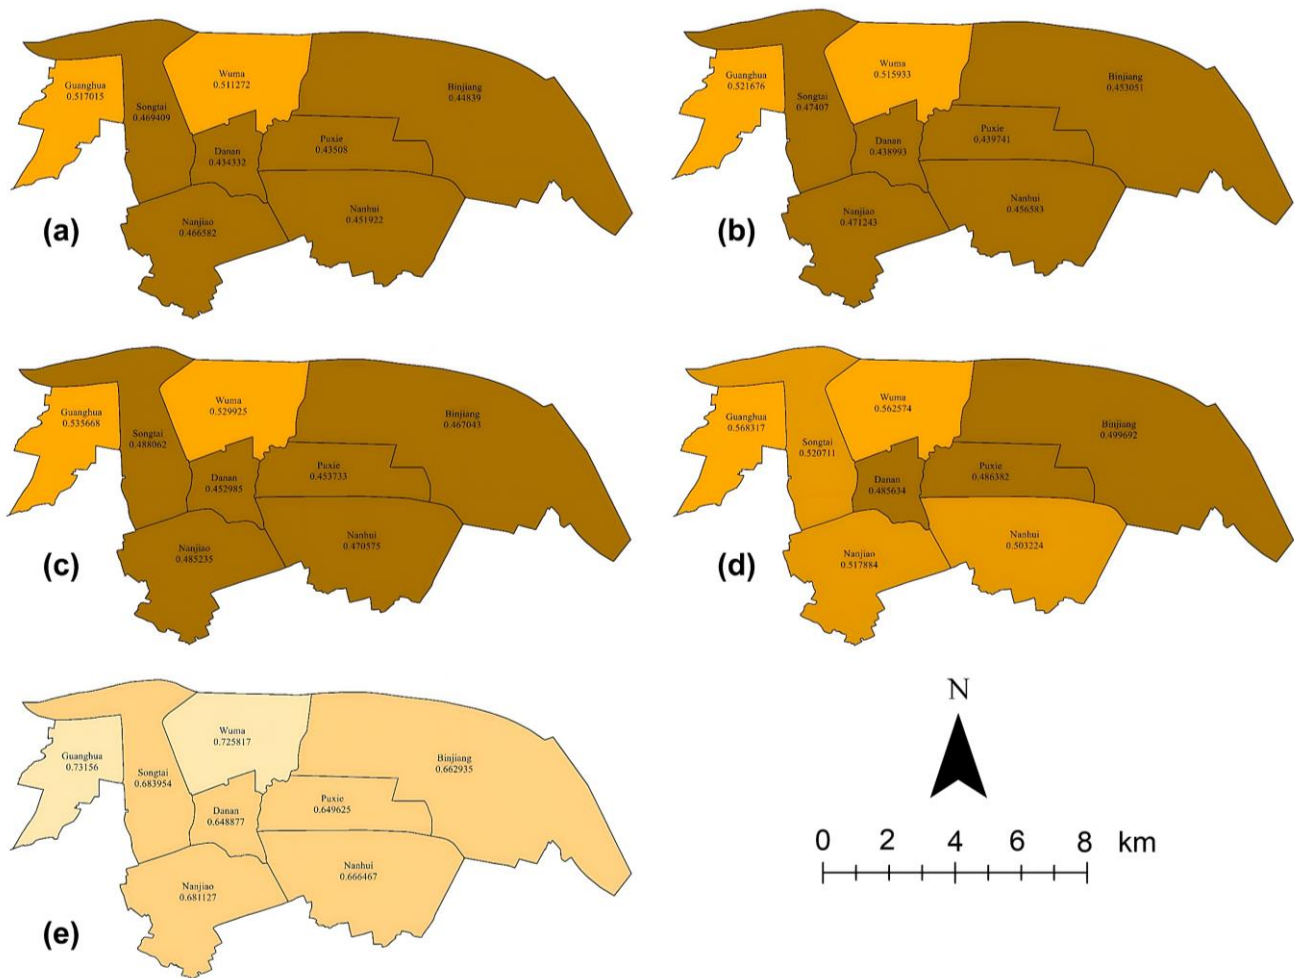 Guanghua
0.517015
Songtai
0.469409
Wuma
0.511272
Binjiang
0.44839
Puxie
0.43508
Danan
0.434332
Nanhui
0.451922
Nanjiao
0.466582
(a)
Guanghua
0.521676
Songtai
0.47407
Wuma
0.515933
Binjiang
0.453051
Puxie
0.439741
Danan
0.438993
Nanhui
0.456583
Nanjiao
0.471243
(b)
Guanghua
0.535668
Songtai
0.488062
Wuma
0.529925
Binjiang
0.467043
Puxie
0.453733
Danan
0.452985
Nanhui
0.470575
Nanjiao
0.485235
(c)
Guanghua
0.568317
Songtai
0.520711
Wuma
0.562574
Binjiang
0.499692
Puxie
0.486382
Danan
0.485634
Nanhui
0.503224
Nanjiao
0.517884
(d)
Guanghua
0.73156
Songtai
0.683954
Wuma
0.725817
Binjiang
0.662935
Puxie
0.649625
Danan
0.648877
Nanhui
0.666467
Nanjiao
0.681127
(e)
N
0 2 4 6 8 km